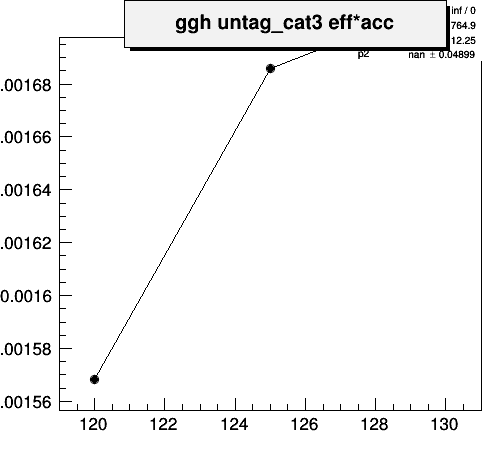 ggh untag_cat3 eff*acc
inf / 0
764.9
12.25
p2 nan ± 0.04899
.00168
.00166
.00164
.00162
0.0016
.00158
.00156
120 122 124 126 128 130